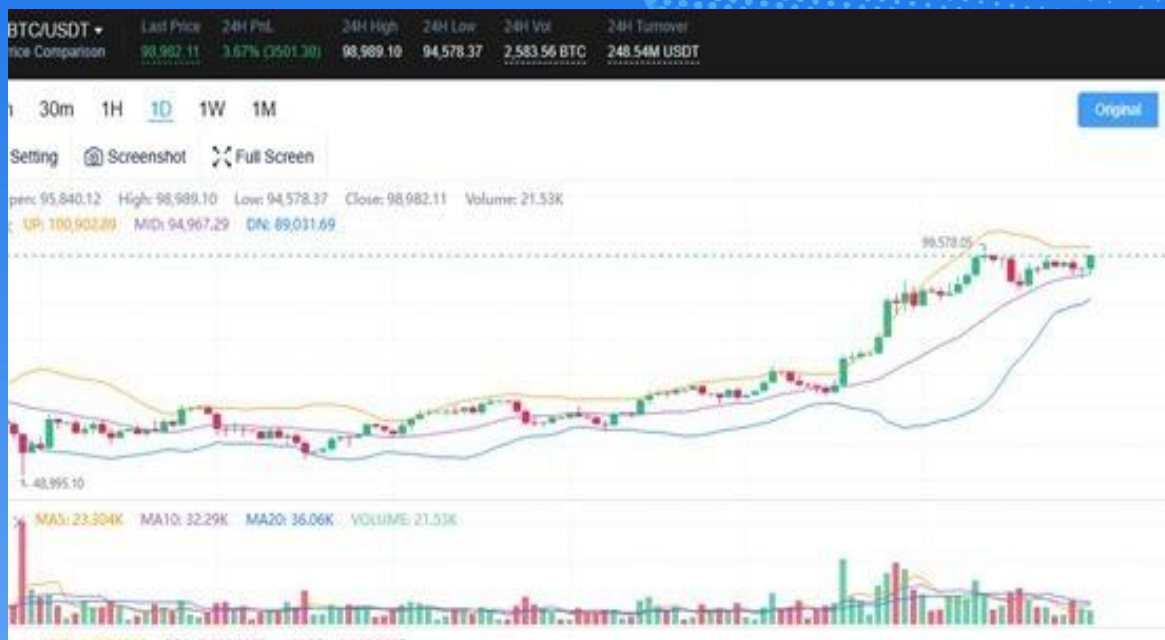 BTC/USDT Last Price 24H PnL 24H High 24H Low 24H Vol 24H Turnover
rice Comparison 98,982.11 3.67% (3501.30) 98,989.10 94,578.37 2,583.56 BTC 248.54M USDT
30m 1H 1D 1W 1M Original
Setting Screenshot Full Screen
pen: 95,840.12 High: 98,989.10 Low: 94,578.37 Close: 98,982.11 Volume: 21.53K
UP: 100,902.89 MID: 94,967.29 DN: 89,031.69
99,578.05
48,995.10
MA5: 23.304K MA10: 32.29K MA20: 36.06K VOLUME: 21.53K